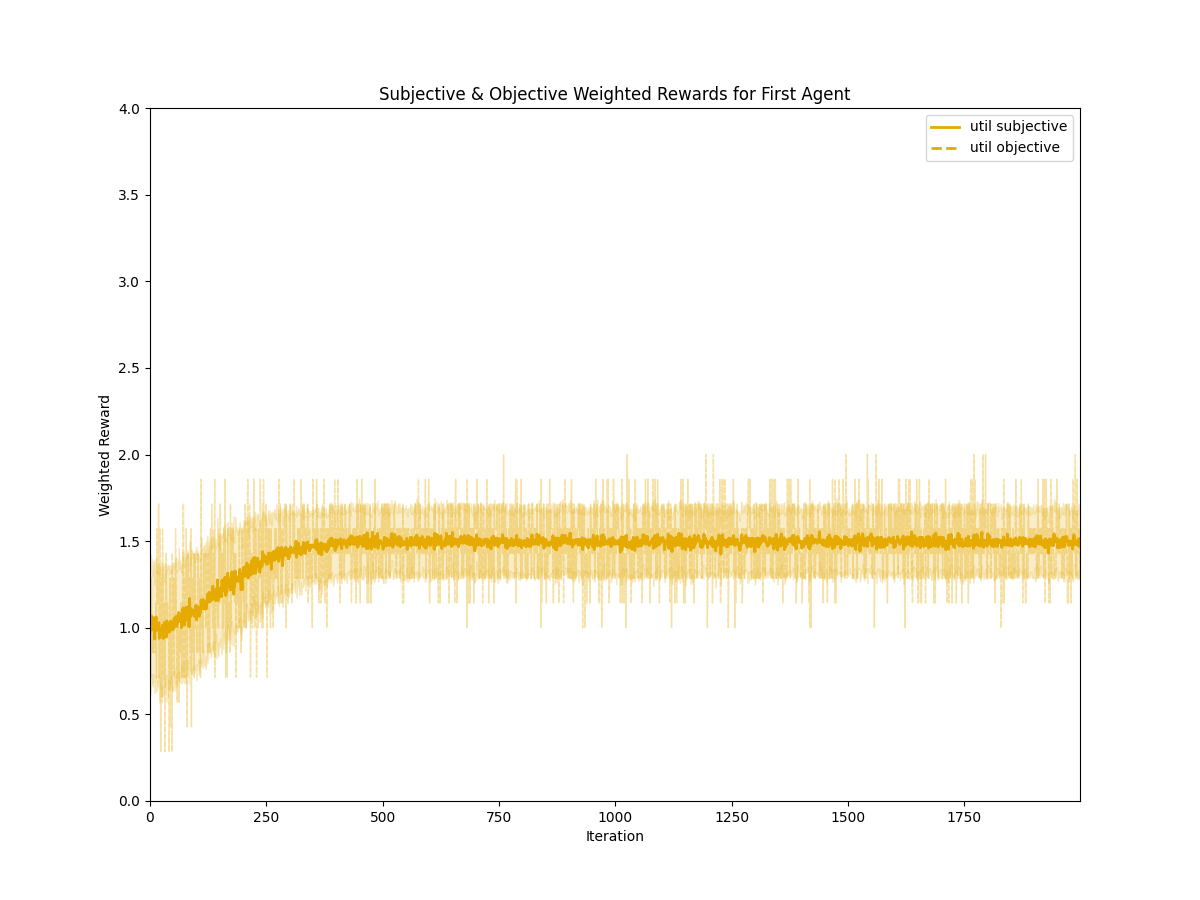 Subjective & Objective Weighted Rewards for First Agent
util subjective
util objective
4.0
3.5
3.0
2.5
2.0
1.5
1.0
0.5
0.0
Weighted Reward
0 250 500 750 1000 1250 1500 1750
Iteration